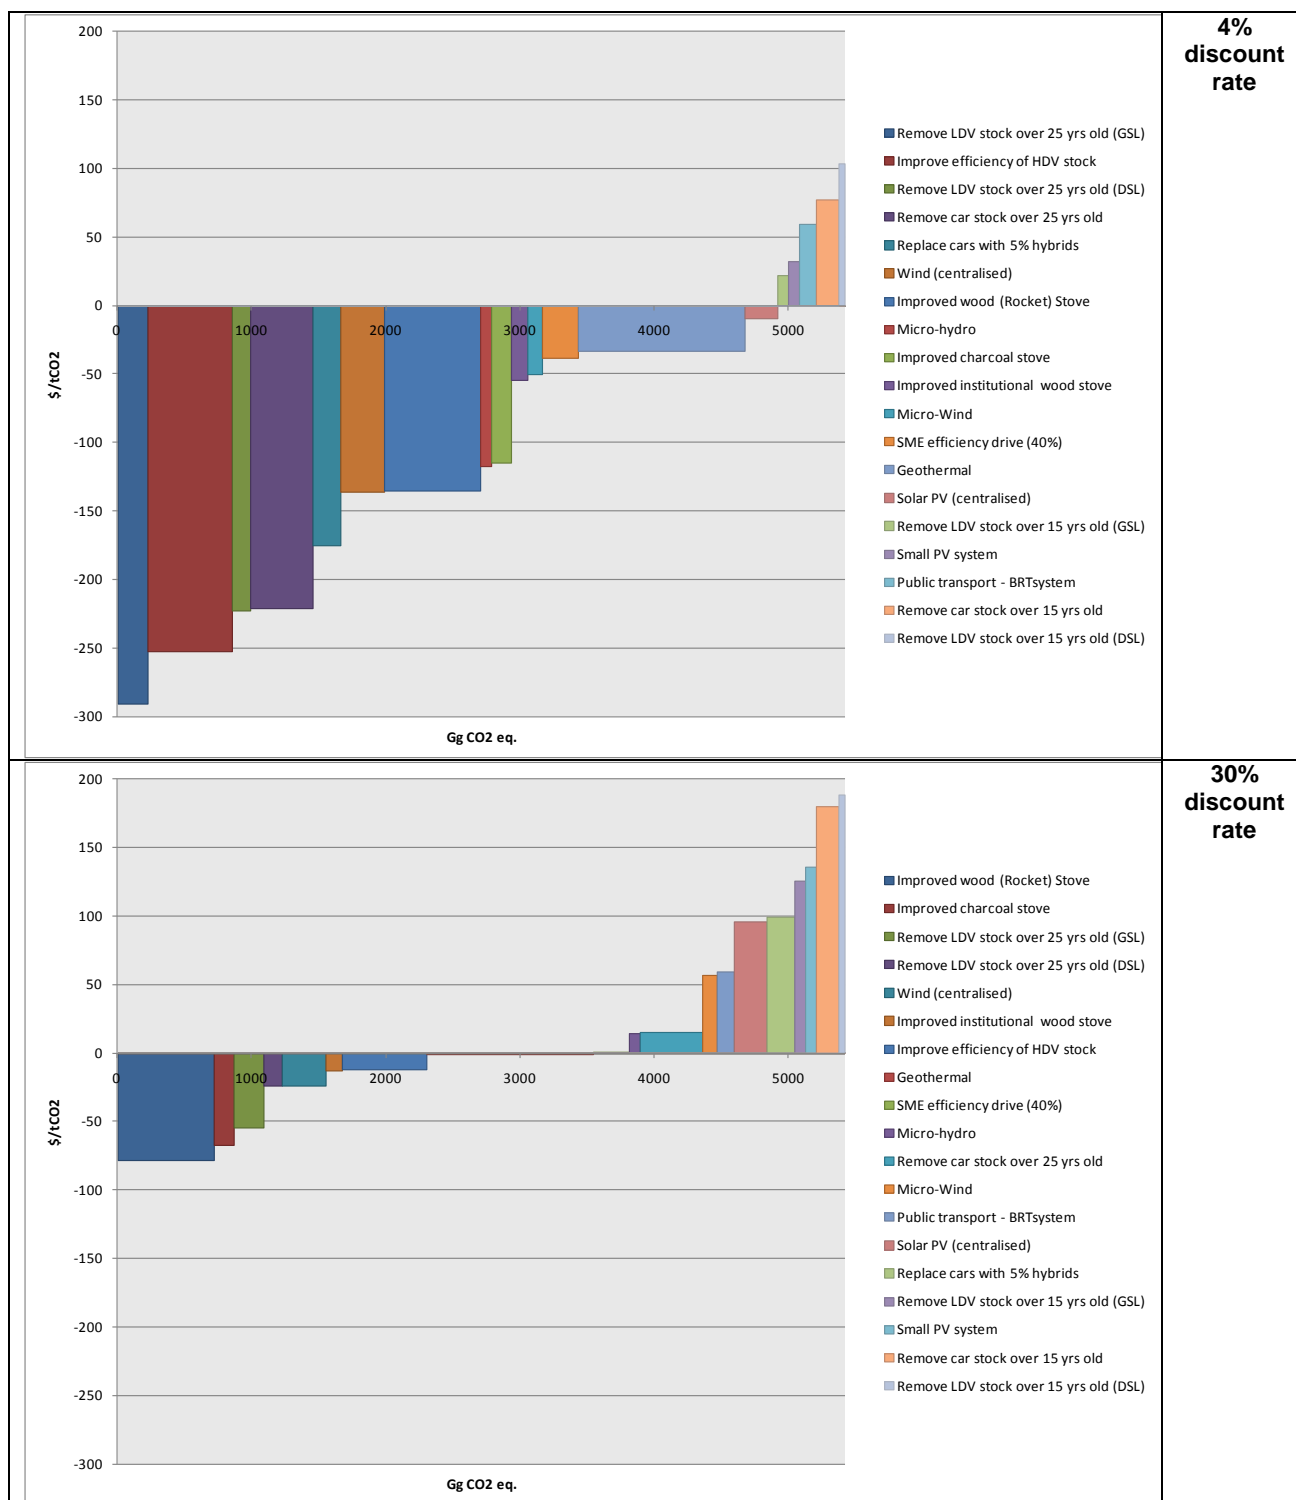 4%
discount
rate
200
150
100
50
0
-50
-100
-150
-200
-250
-300
0
1000
2000
3000
4000
5000
$/tCO2
Gg CO2 eq.
Remove LDV stock over 25 yrs old (GSL)
Improve efficiency of HDV stock
Remove LDV stock over 25 yrs old (DSL)
Remove car stock over 25 yrs old
Replace cars with 5% hybrids
Wind (centralised)
Improved wood (Rocket) Stove
Micro-hydro
Improved charcoal stove
Improved institutional wood stove
Micro-Wind
SME efficiency drive (40%)
Geothermal
Solar PV (centralised)
Remove LDV stock over 15 yrs old (GSL)
Small PV system
Public transport - BRTsystem
Remove car stock over 15 yrs old
Remove LDV stock over 15 yrs old (DSL)
30%
discount
rate
200
150
100
50
0
-50
-100
-150
-200
-250
-300
0
1000
2000
3000
4000
5000
$/tCO2
Gg CO2 eq.
Improved wood (Rocket) Stove
Improved charcoal stove
Remove LDV stock over 25 yrs old (GSL)
Remove LDV stock over 25 yrs old (DSL)
Wind (centralised)
Improved institutional wood stove
Improve efficiency of HDV stock
Geothermal
SME efficiency drive (40%)
Micro-hydro
Remove car stock over 25 yrs old
Micro-Wind
Public transport - BRTsystem
Solar PV (centralised)
Replace cars with 5% hybrids
Remove LDV stock over 15 yrs old (GSL)
Small PV system
Remove car stock over 15 yrs old
Remove LDV stock over 15 yrs old (DSL)